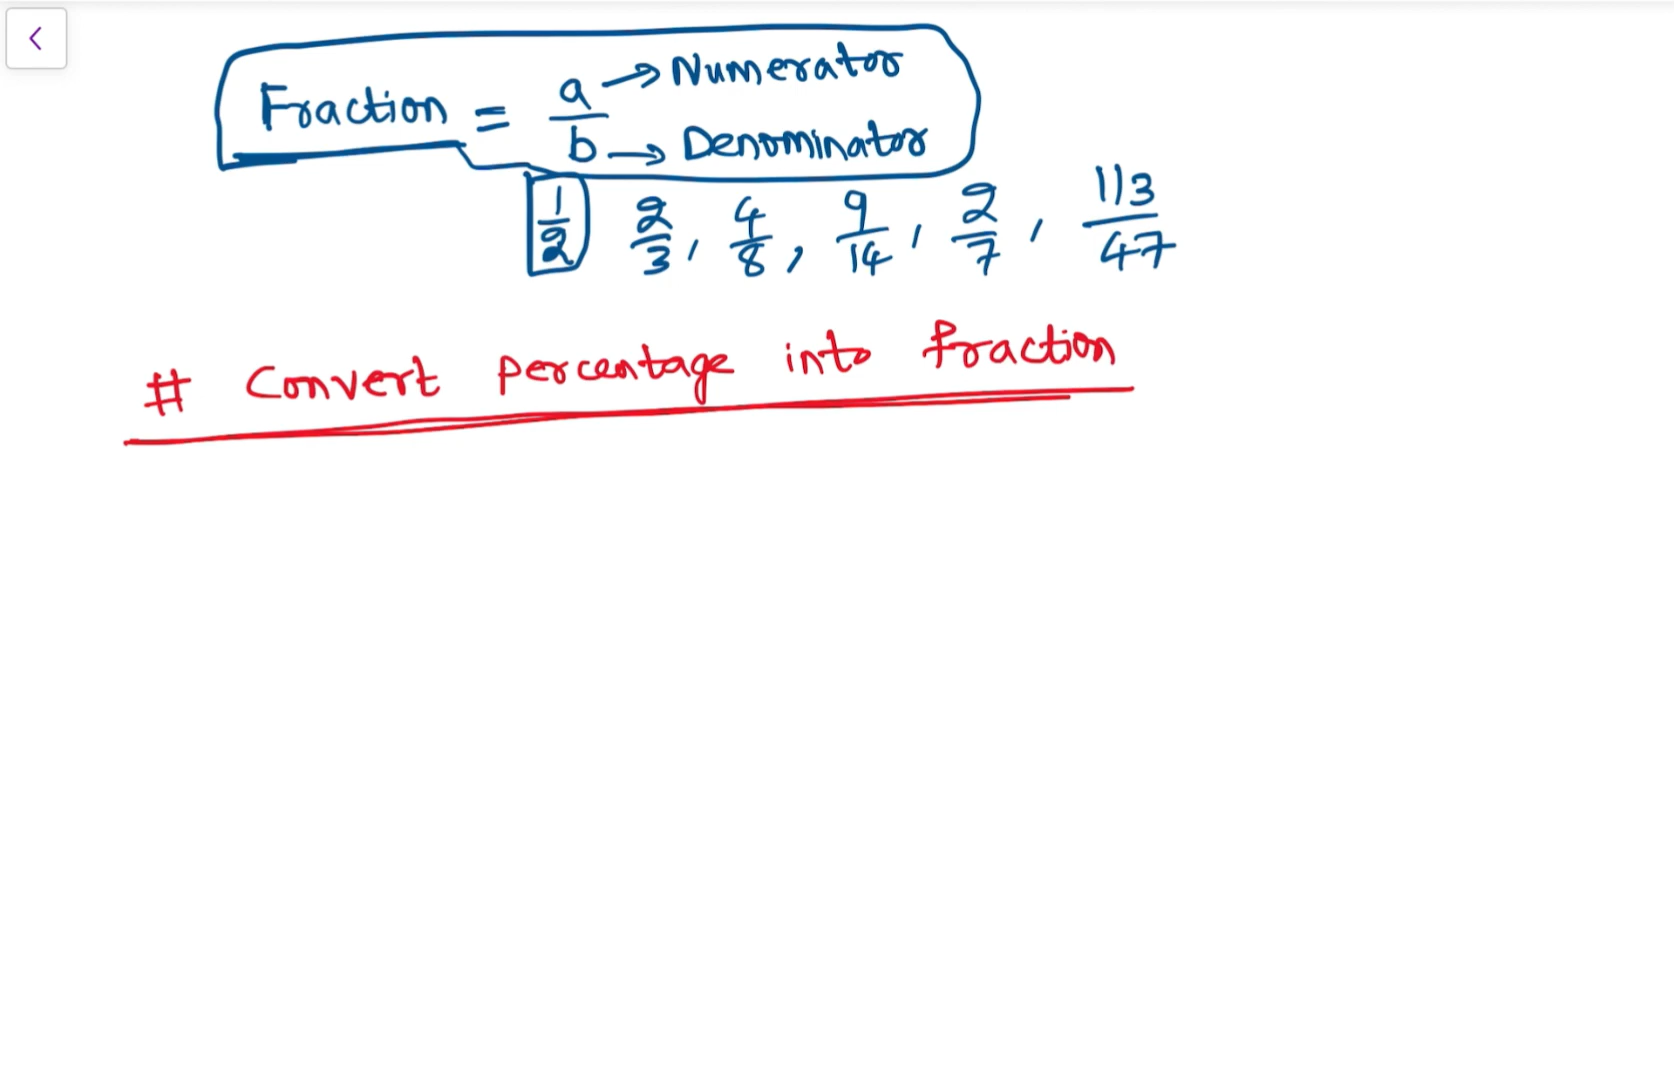 Fraction = a/b → Numerator
→ Denominator
1/2 2/3, 4/8, 9/14, 2/7, 113/47
# Convert percentage into fraction